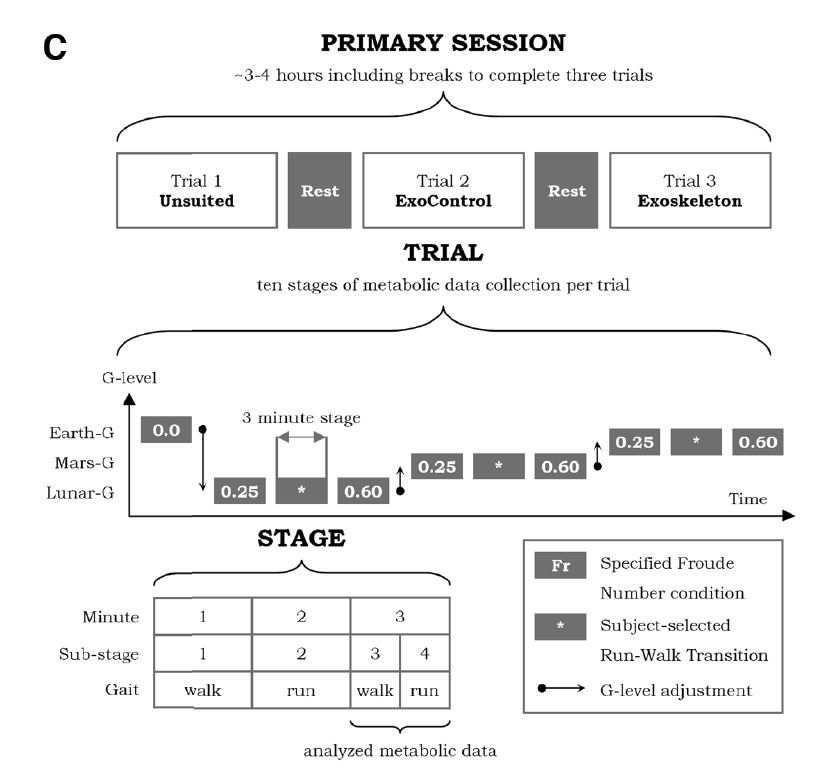 C
PRIMARY SESSION
~3-4 hours including breaks to complete three trials
Trial 1
Unsuited
Rest
Trial 2
ExoControl
Rest
Trial 3
Exoskeleton
TRIAL
ten stages of metabolic data collection per trial
G-level
Earth-G
Mars-G
Lunar-G
0.0
3 minute stage
0.25
*
0.60
0.25
*
0.60
0.25
*
0.60
Time
STAGE
Minute 1 2 3
Sub-stage 1 2 3 4
Gait walk run walk run
analyzed metabolic data
Fr
Specified Froude
Number condition
*
Subject-selected
Run-Walk Transition
G-level adjustment